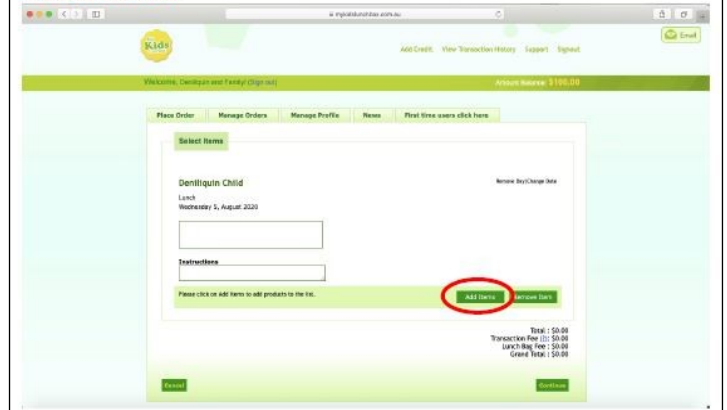 mykidslunchbox.com.au
Email
Kids
Add Credit View Transaction History Support Signout
Welcome, Deniliquin and Family! (Sign out)
Amount Balance: $100.00
Place Order Manage Orders Manage Profile News First time users click here
Select Items
Deniliquin Child
Remove Day|Change Date
Lunch
Wednesday 5, August 2020
Instructions
Please click on Add Items to add products to the list.
Add Items Remove Item
Total : $0.00
Transaction Fee (?): $0.00
Lunch Bag Fee : $0.00
Grand Total : $0.00
Cancel Continue